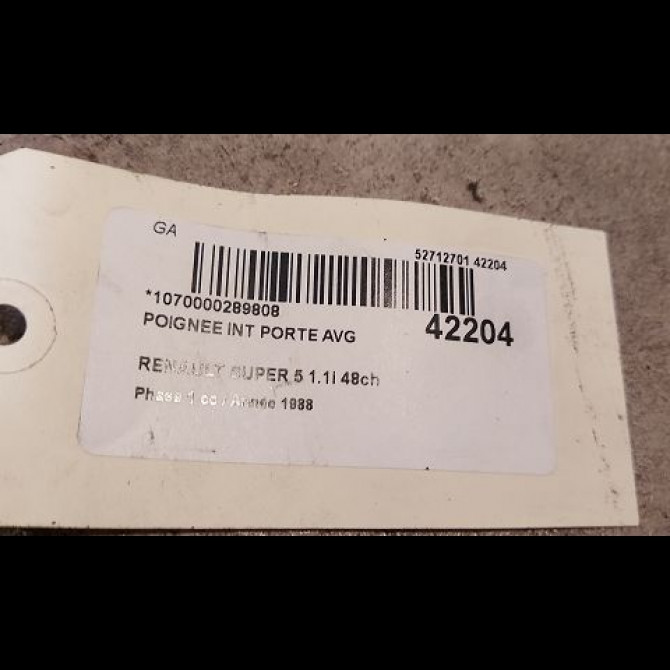 GA
52712701 42204
*1070000289808
42204
POIGNEE INT PORTE AVG
RENAULT SUPER 5 1.1I 48ch
Phase 1 cc / Année 1988